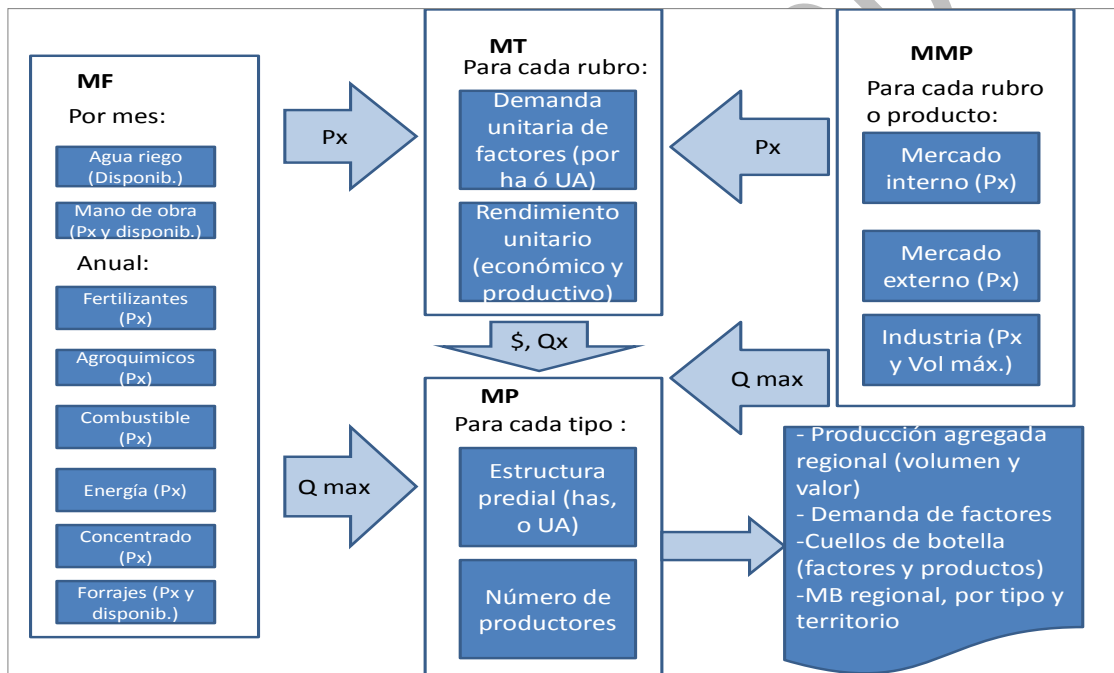 MF
Por mes:
Agua riego
(Disponib.)
Mano de obra
(Px y disponib.)
Anual:
Fertilizantes
(Px)
Agroquimicos
(Px)
Combustible
(Px)
Energía (Px)
Concentrado
(Px)
Forrajes (Px y
disponib.)
Px
Q max
MT
Para cada rubro:
Demanda
unitaria de
factores (por
ha ó UA)
Rendimiento
unitario
(económico y
productivo)
$, Qx
MP
Para cada tipo :
Estructura
predial (has,
o UA)
Número de
productores
Px
Q max
MMP
Para cada rubro
o producto:
Mercado
interno (Px)
Mercado
externo (Px)
Industria (Px
y Vol máx.)
- Producción agregada
regional (volumen y
valor)
- Demanda de factores
-Cuellos de botella
(factores y productos)
-MB regional, por tipo y
territorio